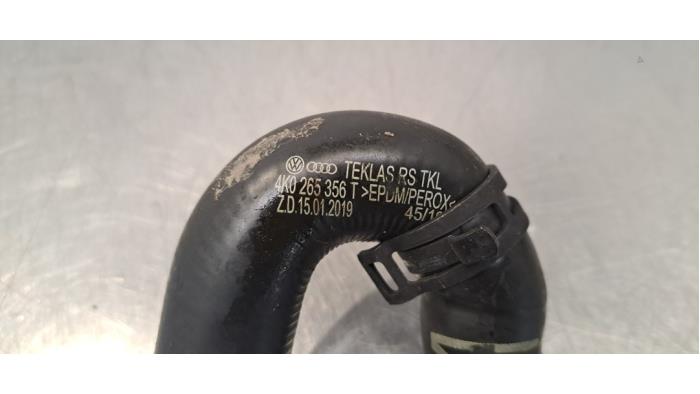 TEKLAS RS TKL
4K0 265 356 T >EPDM/PEROX<
Z.D.15.01.2019